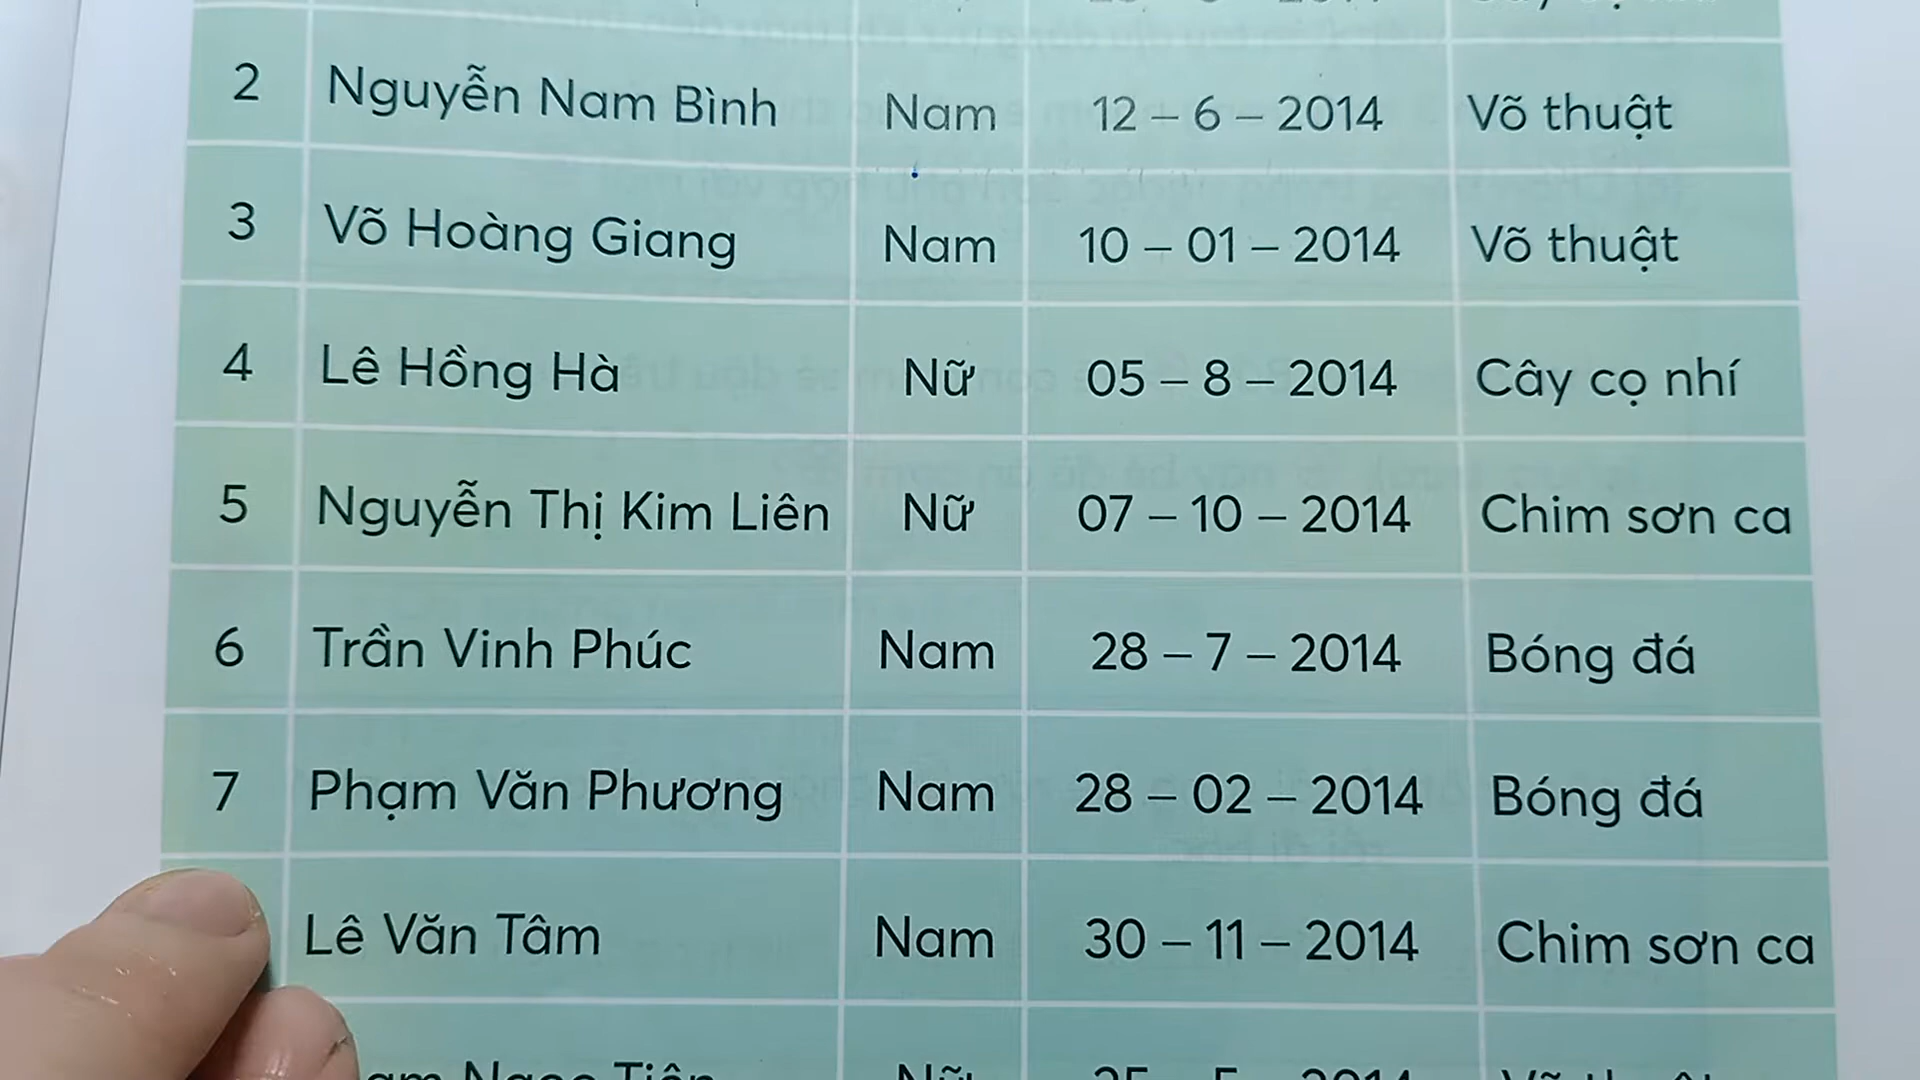 2 Nguyễn Nam Bình Nam 12 – 6 – 2014 Võ thuật
3 Võ Hoàng Giang Nam 10 – 01 – 2014 Võ thuật
4 Lê Hồng Hà Nữ 05 – 8 – 2014 Cây cọ nhí
5 Nguyễn Thị Kim Liên Nữ 07 – 10 – 2014 Chim sơn ca
6 Trần Vinh Phúc Nam 28 – 7 – 2014 Bóng đá
7 Phạm Văn Phương Nam 28 – 02 – 2014 Bóng đá
Lê Văn Tâm Nam 30 – 11 – 2014 Chim sơn ca